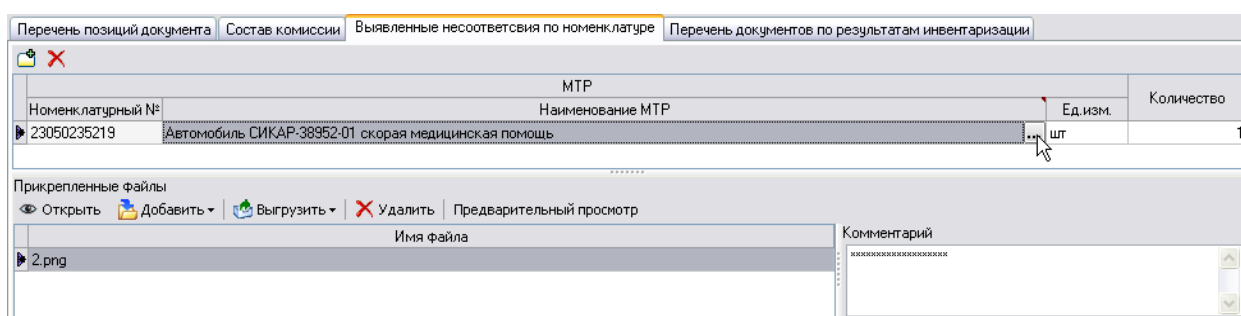 Перечень позиций документа Состав комиссии Выявленные несоответсвия по номенклатуре Перечень документов по результатам инвентаризации
МТР
Количество
Номенклатурный № Наименование МТР Ед.изм.
23050235219 Автомобиль СИКАР-38952-01 скорая медицинская помощь ... шт 1
Прикрепленные файлы
Открыть Добавить Выгрузить Удалить Предварительный просмотр
Имя файла Комментарий
2.png